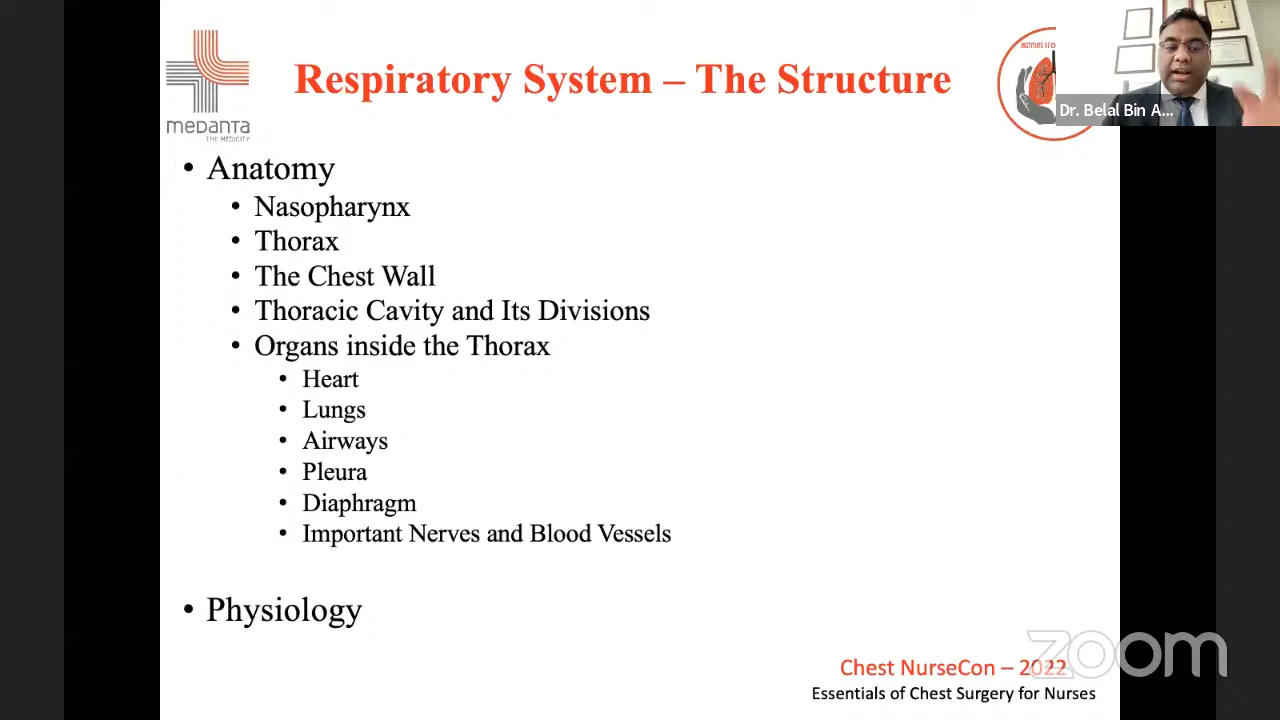 medanta
THE MEDICITY
Respiratory System – The Structure
INSTITUTE OF
Dr. Belal Bin A...
• Anatomy
• Nasopharynx
• Thorax
• The Chest Wall
• Thoracic Cavity and Its Divisions
• Organs inside the Thorax
• Heart
• Lungs
• Airways
• Pleura
• Diaphragm
• Important Nerves and Blood Vessels
• Physiology
zoom
Chest NurseCon – 2022
Essentials of Chest Surgery for Nurses